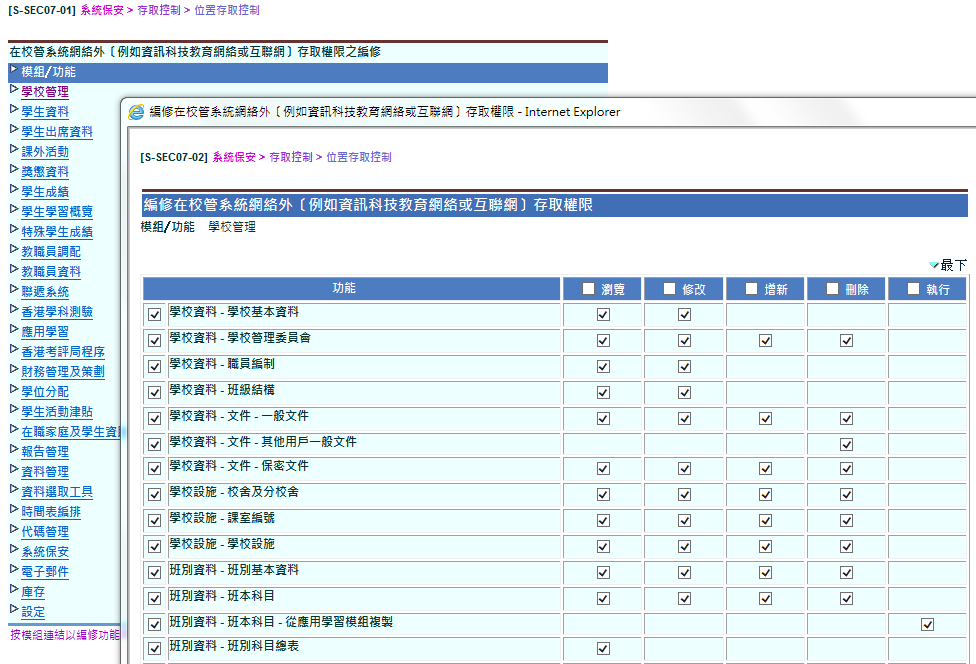 [S-SEC07-01] 系統保安 > 存取控制 > 位置存取控制
在校管系統網絡外〔例如資訊科技教育網絡或互聯網〕存取權限之編修
模組/功能
學校管理
學生資料
學生出席資料
課外活動
獎懲資料
學生成績
學生學習概覽
特殊學生成績
教職員調配
教職員資料
聯遞系統
香港學科測驗
應用學習
香港考評局程序
財務管理及策劃
學位分配
學生活動津貼
在職家庭及學生資
報告管理
資料管理
資料選取工具
時間表編排
代碼管理
系統保安
電子郵件
庫存
設定
按模組連結以編修功能
編修在校管系統網絡外〔例如資訊科技教育網絡或互聯網〕存取權限 - Internet Explorer
[S-SEC07-02] 系統保安 > 存取控制 > 位置存取控制
編修在校管系統網絡外〔例如資訊科技教育網絡或互聯網〕存取權限
模組/功能 學校管理
最下
功能 瀏覽 修改 增新 刪除 執行
學校資料 - 學校基本資料
學校資料 - 學校管理委員會
學校資料 - 職員編制
學校資料 - 班級結構
學校資料 - 文件 - 一般文件
學校資料 - 文件 - 其他用戶一般文件
學校資料 - 文件 - 保密文件
學校設施 - 校舍及分校舍
學校設施 - 課室編號
學校設施 - 學校設施
班別資料 - 班別基本資料
班別資料 - 班本科目
班別資料 - 班本科目 - 從應用學習模組複製
班別資料 - 班別科目總表